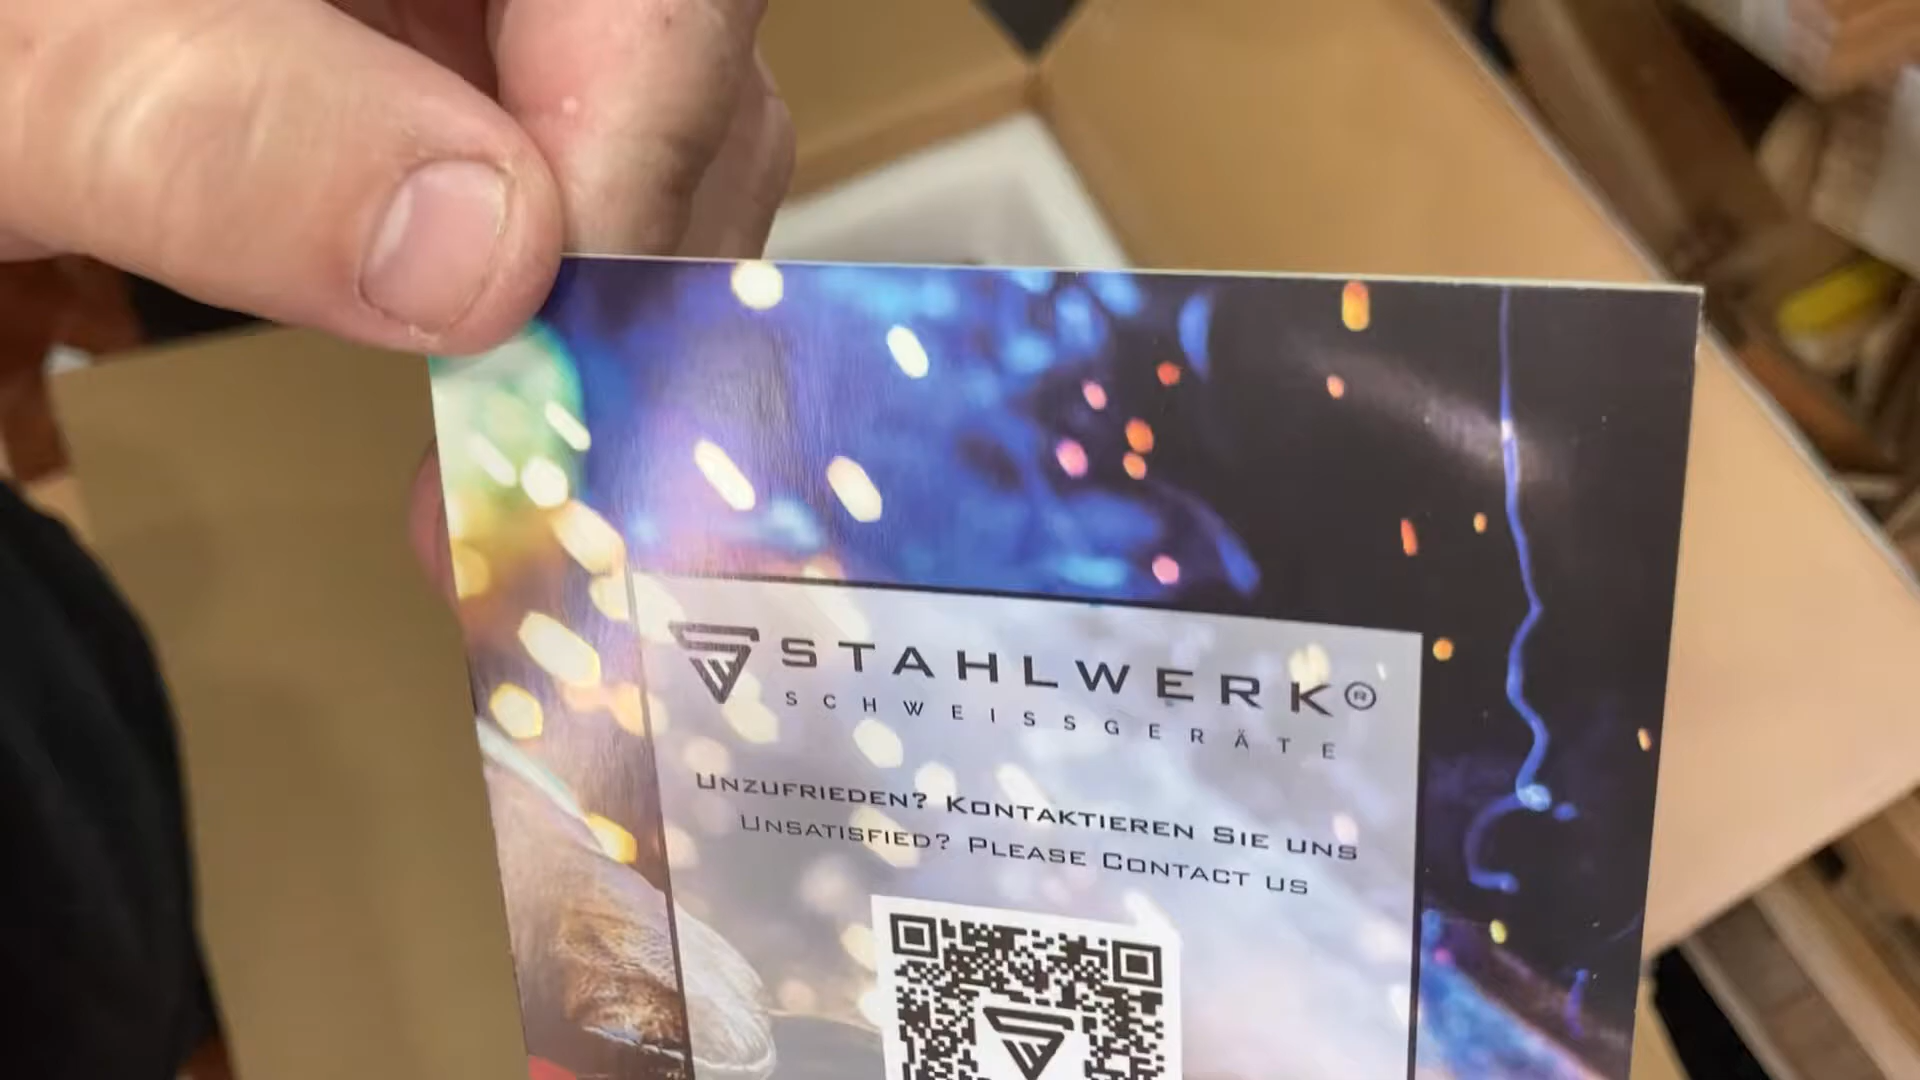 STAHLWERK®
SCHWEISSGERÄTE
UNZUFRIEDEN? KONTAKTIEREN SIE UNS
UNSATISFIED? PLEASE CONTACT US